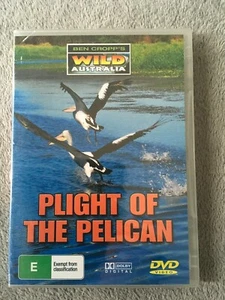 BEN CROPP'S
WILD
AUSTRALIA
PLIGHT OF
THE PELICAN
E
Exempt from
classification
DOLBY
DIGITAL
DVD
VIDEO